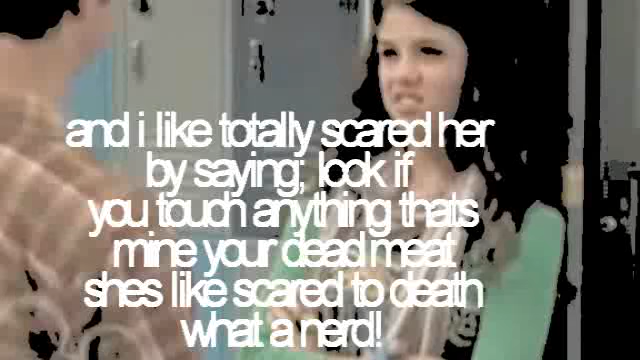 and i like totally scared her
by saying; look if
you touch anything thats
mine your dead meat.
shes like scared to death
what a nerd!